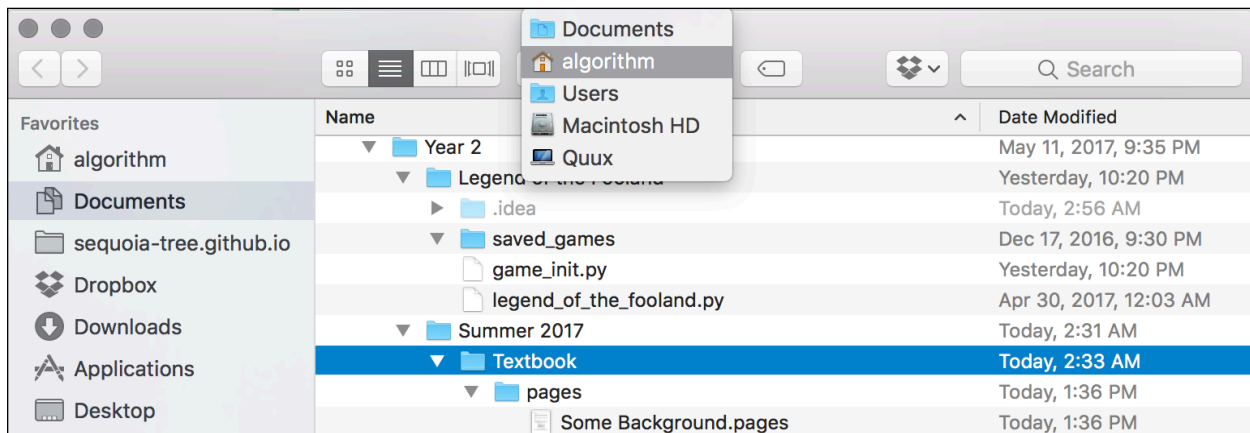 Documents
algorithm
Users
Macintosh HD
Quux
Search
Favorites
algorithm
Documents
sequoia-tree.github.io
Dropbox
Downloads
Applications
Desktop
Name Date Modified
Year 2 May 11, 2017, 9:35 PM
Legend of the Fooland Yesterday, 10:20 PM
.idea Today, 2:56 AM
saved_games Dec 17, 2016, 9:30 PM
game_init.py Yesterday, 10:20 PM
legend_of_the_fooland.py Apr 30, 2017, 12:03 AM
Summer 2017 Today, 2:31 AM
Textbook Today, 2:33 AM
pages Today, 1:36 PM
Some Background.pages Today, 1:36 PM